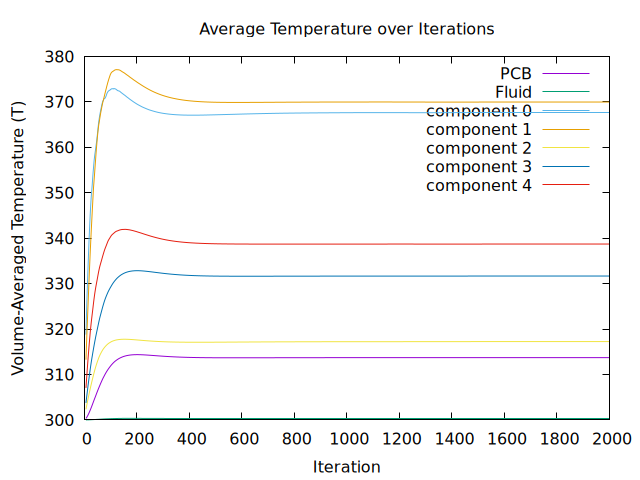 Average Temperature over Iterations
Volume-Averaged Temperature (T)
380
370
360
350
340
330
320
310
300
PCB
Fluid
component 0
component 1
component 2
component 3
component 4
0 200 400 600 800 1000 1200 1400 1600 1800 2000
Iteration